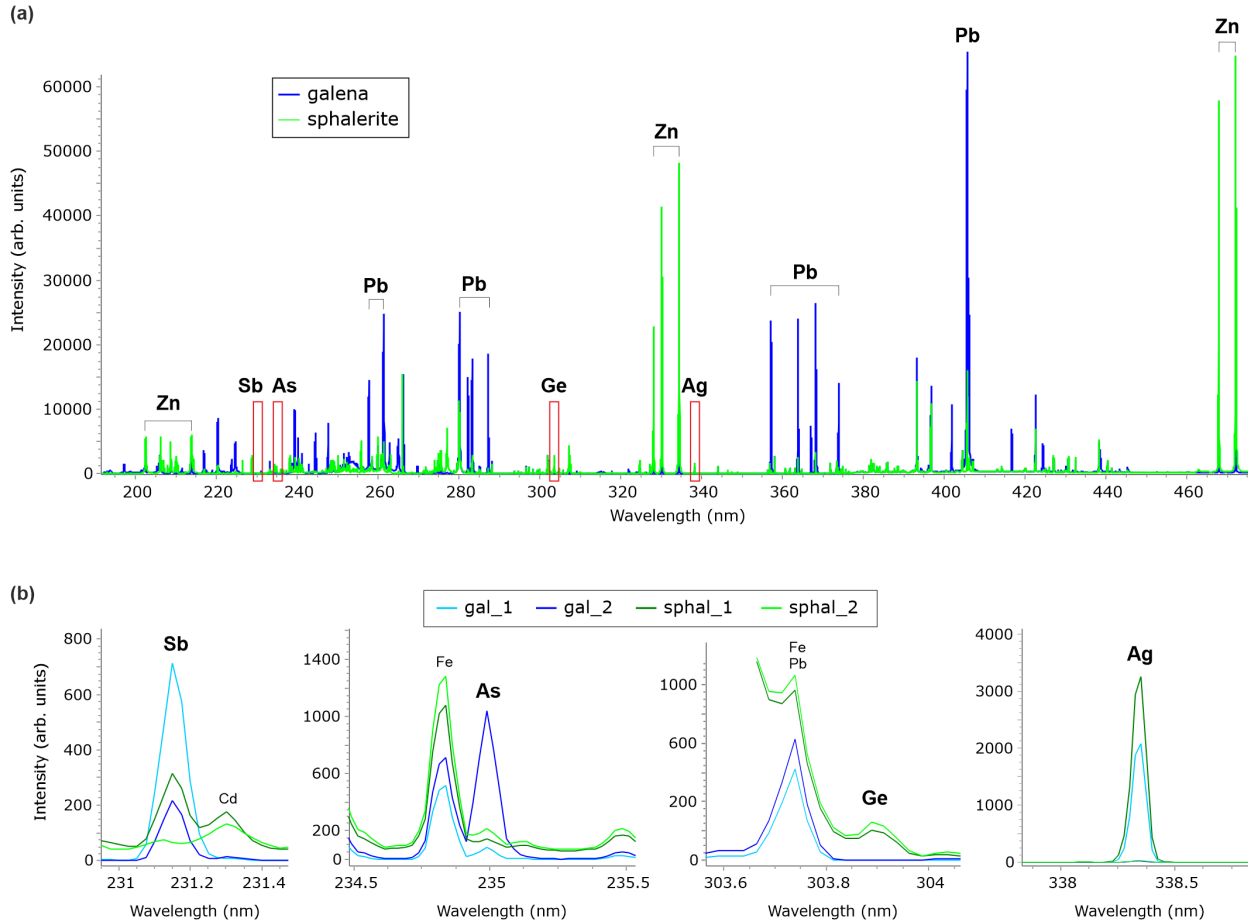 (a)
galena
sphalerite
Zn
Sb
As
Pb
Pb
Ge
Zn
Ag
Pb
Pb
Zn
Intensity (arb. units)
60000
50000
40000
30000
20000
10000
0
200 220 240 260 280 300 320 340 360 380 400 420 440 460
Wavelength (nm)
(b)
gal_1 gal_2 sphal_1 sphal_2
Intensity (arb. units)
800
600
400
200
0
Sb
Cd
231 231.2 231.4
Wavelength (nm)
1400
1000
600
200
0
Fe
As
234.5 235 235.5
Wavelength (nm)
1000
600
200
0
Fe
Pb
Ge
303.6 303.8 304
Wavelength (nm)
4000
3000
2000
1000
0
Ag
338 338.5
Wavelength (nm)